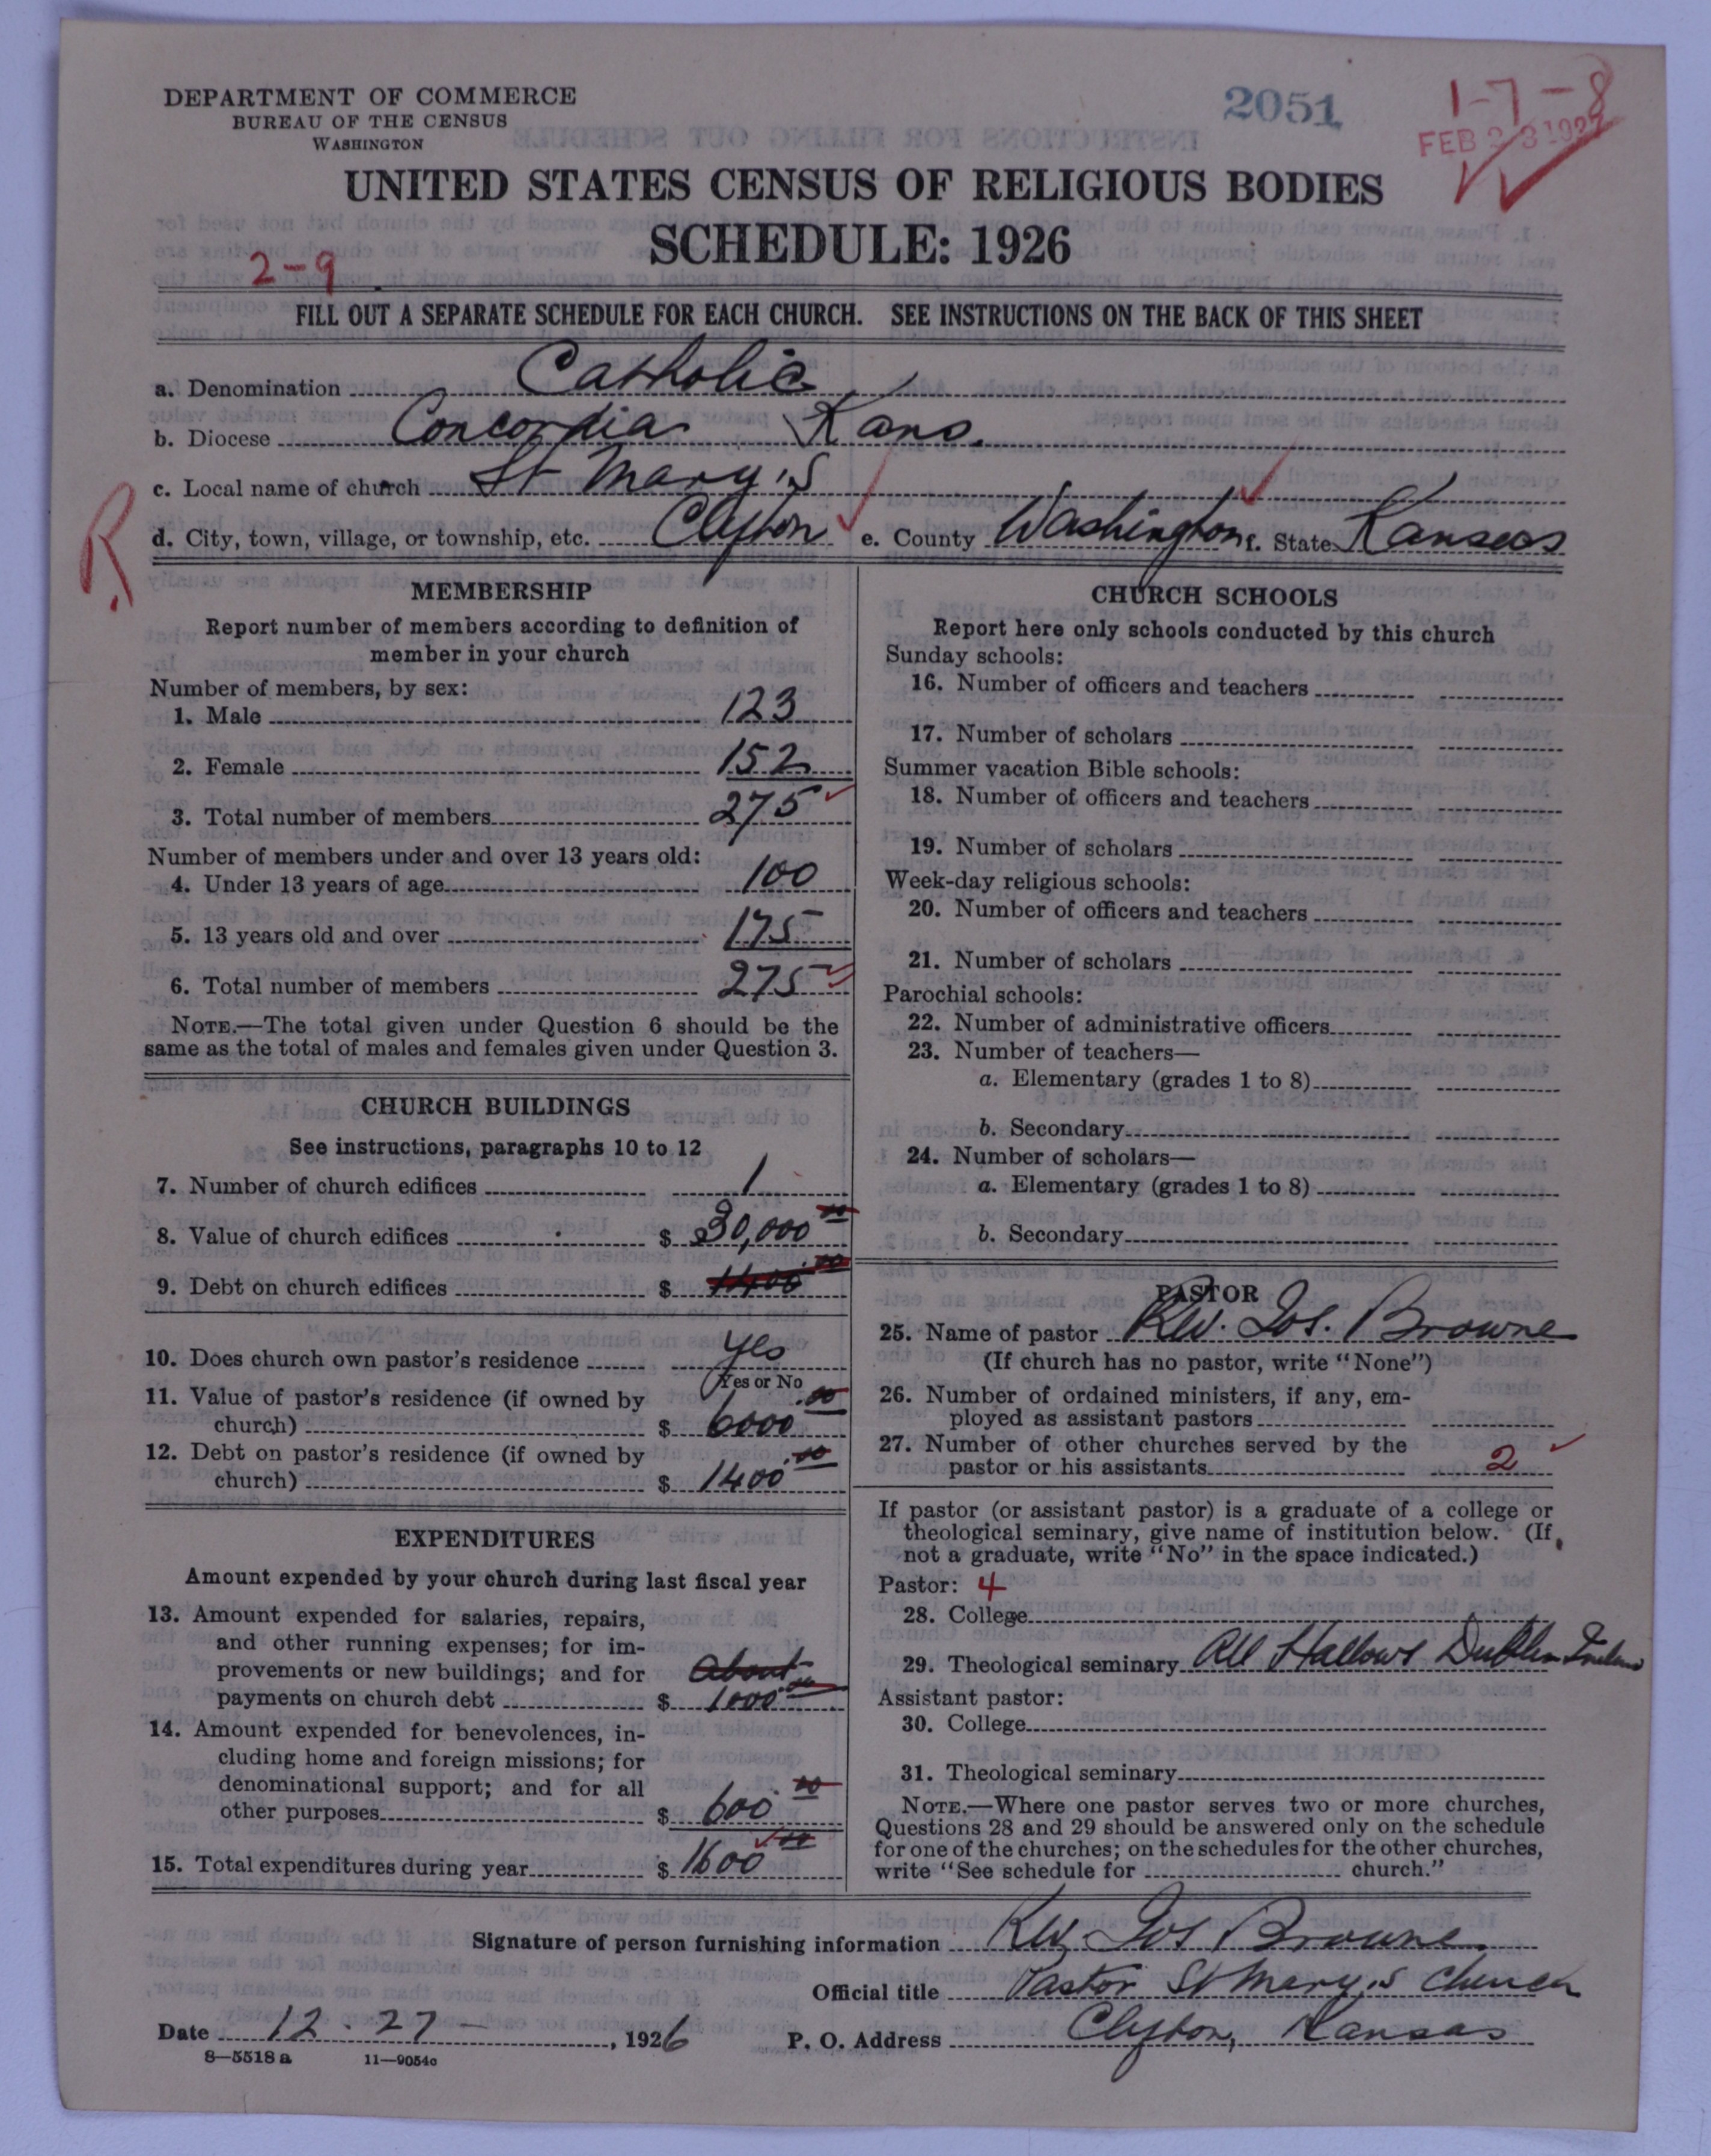 DEPARTMENT OF COMMERCE
BUREAU OF THE CENSUS
WASHINGTON
2051
1-7-8
FEB 23 1927
UNITED STATES CENSUS OF RELIGIOUS BODIES
SCHEDULE: 1926
2-9
FILL OUT A SEPARATE SCHEDULE FOR EACH CHURCH. SEE INSTRUCTIONS ON THE BACK OF THIS SHEET
a. Denomination Catholic
b. Diocese Concordia Kans.
c. Local name of church St Mary's
R.
d. City, town, village, or township, etc. Clifton e. County Washington f. State Kansas
MEMBERSHIP
Report number of members according to definition of
member in your church
Number of members, by sex:
1. Male 123
2. Female 152
3. Total number of members 275
Number of members under and over 13 years old:
4. Under 13 years of age 100
5. 13 years old and over 175
6. Total number of members 275
NOTE.—The total given under Question 6 should be the
same as the total of males and females given under Question 3.
CHURCH BUILDINGS
See instructions, paragraphs 10 to 12
7. Number of church edifices 1
8. Value of church edifices $ 30,000 00
9. Debt on church edifices $ 1400 00
10. Does church own pastor's residence Yes
Yes or No
11. Value of pastor's residence (if owned by
church) $ 6000.00
12. Debt on pastor's residence (if owned by
church) $ 1400.00
EXPENDITURES
Amount expended by your church during last fiscal year
13. Amount expended for salaries, repairs,
and other running expenses; for im-
provements or new buildings; and for About
payments on church debt $ 1000 00
14. Amount expended for benevolences, in-
cluding home and foreign missions; for
denominational support; and for all
other purposes $ 600 00
15. Total expenditures during year $ 1600 00
CHURCH SCHOOLS
Report here only schools conducted by this church
Sunday schools:
16. Number of officers and teachers
17. Number of scholars
Summer vacation Bible schools:
18. Number of officers and teachers
19. Number of scholars
Week-day religious schools:
20. Number of officers and teachers
21. Number of scholars
Parochial schools:
22. Number of administrative officers
23. Number of teachers—
a. Elementary (grades 1 to 8)
b. Secondary
24. Number of scholars—
a. Elementary (grades 1 to 8)
b. Secondary
PASTOR
25. Name of pastor Rev. Jos. Browne
(If church has no pastor, write "None")
26. Number of ordained ministers, if any, em-
ployed as assistant pastors
27. Number of other churches served by the
pastor or his assistants 2
If pastor (or assistant pastor) is a graduate of a college or
theological seminary, give name of institution below. (If
not a graduate, write "No" in the space indicated.)
Pastor: 4
28. College
29. Theological seminary All Hallows Dublin Ireland
Assistant pastor:
30. College
31. Theological seminary
NOTE.—Where one pastor serves two or more churches,
Questions 28 and 29 should be answered only on the schedule
for one of the churches; on the schedules for the other churches,
write "See schedule for church."
Signature of person furnishing information Rev. Jos Browne.
Official title Pastor St Mary's Church
Date 12 · 27 —, 1926 P. O. Address Clifton, Kansas
8—5518 a 11—9054c